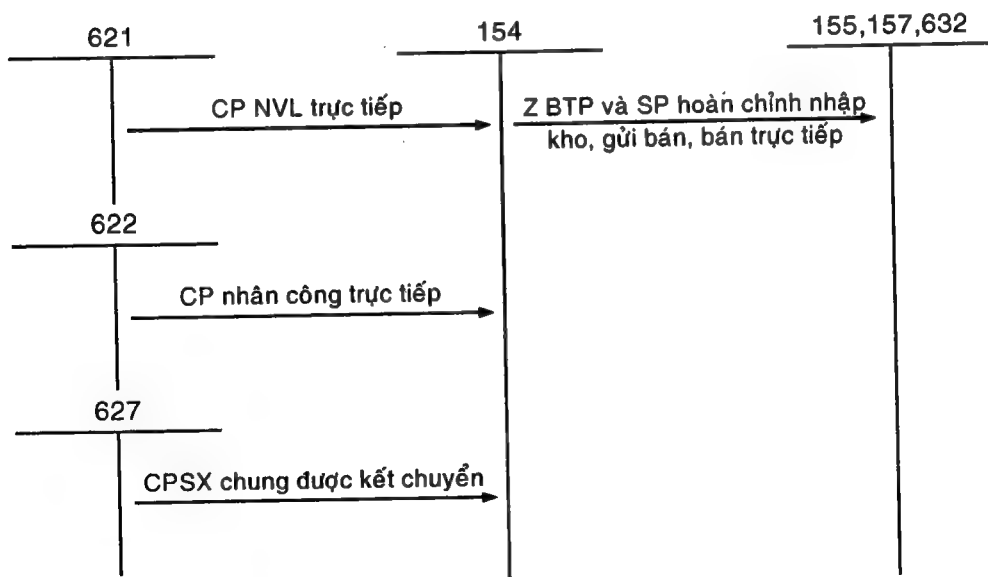 621
154
155,157,632
CP NVL trực tiếp
Z BTP và SP hoàn chỉnh nhập
kho, gửi bán, bán trực tiếp
622
CP nhân công trực tiếp
627
CPSX chung được kết chuyển